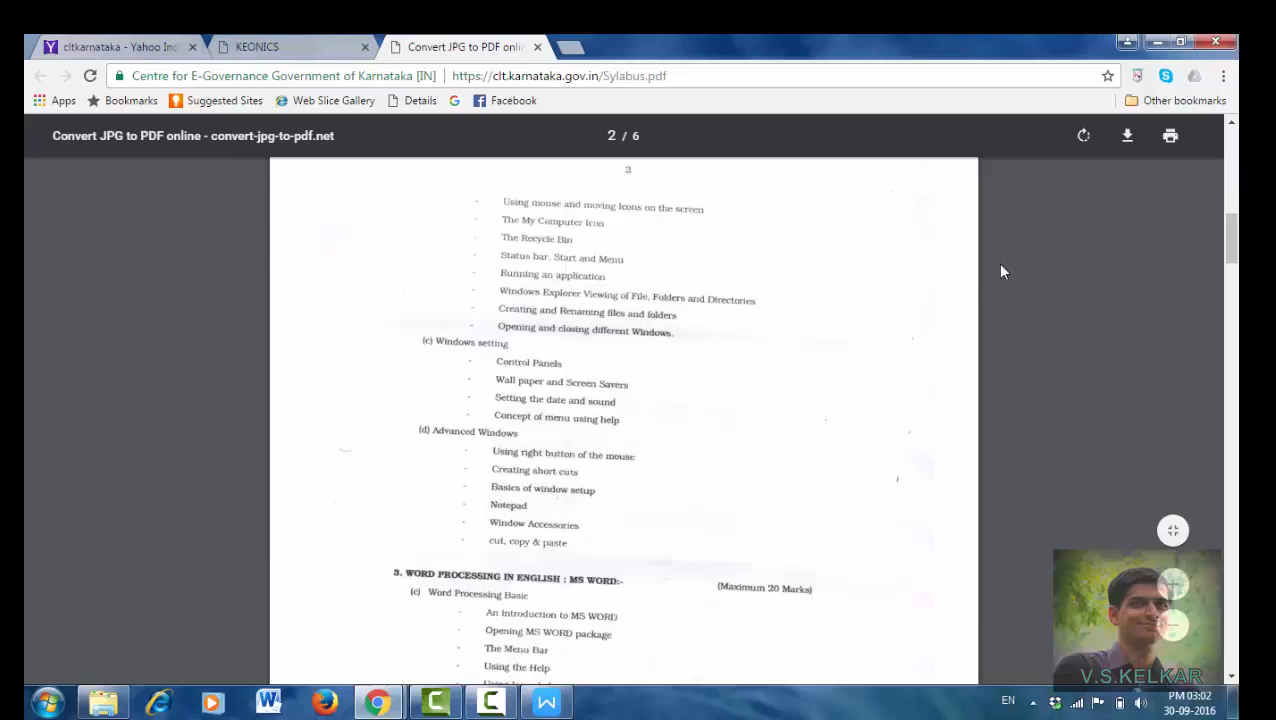 cltkarnataka - Yahoo Ind
KEONICS
Convert JPG to PDF onlin
Centre for E-Governance Government of Karnataka [IN]
https://clt.karnataka.gov.in/Sylabus.pdf
Apps
Bookmarks
Suggested Sites
Web Slice Gallery
Details
Facebook
Other bookmarks
Convert JPG to PDF online - convert-jpg-to-pdf.net
2 / 6
2
- Using mouse and moving Icons on the screen
- The My Computer Icon
- The Recycle Bin
- Status bar, Start and Menu
- Running an application
- Windows Explorer Viewing of File, Folders and Directories
- Creating and Renaming files and folders
- Opening and closing different Windows.
(c) Windows setting
- Control Panels
- Wall paper and Screen Savers
- Setting the date and sound
- Concept of menu using help
(d) Advanced Windows
- Using right button of the mouse
- Creating short cuts
- Basics of window setup
- Notepad
- Window Accessories
- cut, copy & paste
3. WORD PROCESSING IN ENGLISH : MS WORD:- (Maximum 20 Marks)
(c) Word Processing Basic
- An introduction to MS WORD
- Opening MS WORD package
- The Menu Bar
- Using the Help
V.S.KELKAR
EN
PM 03:02
30-09-2016